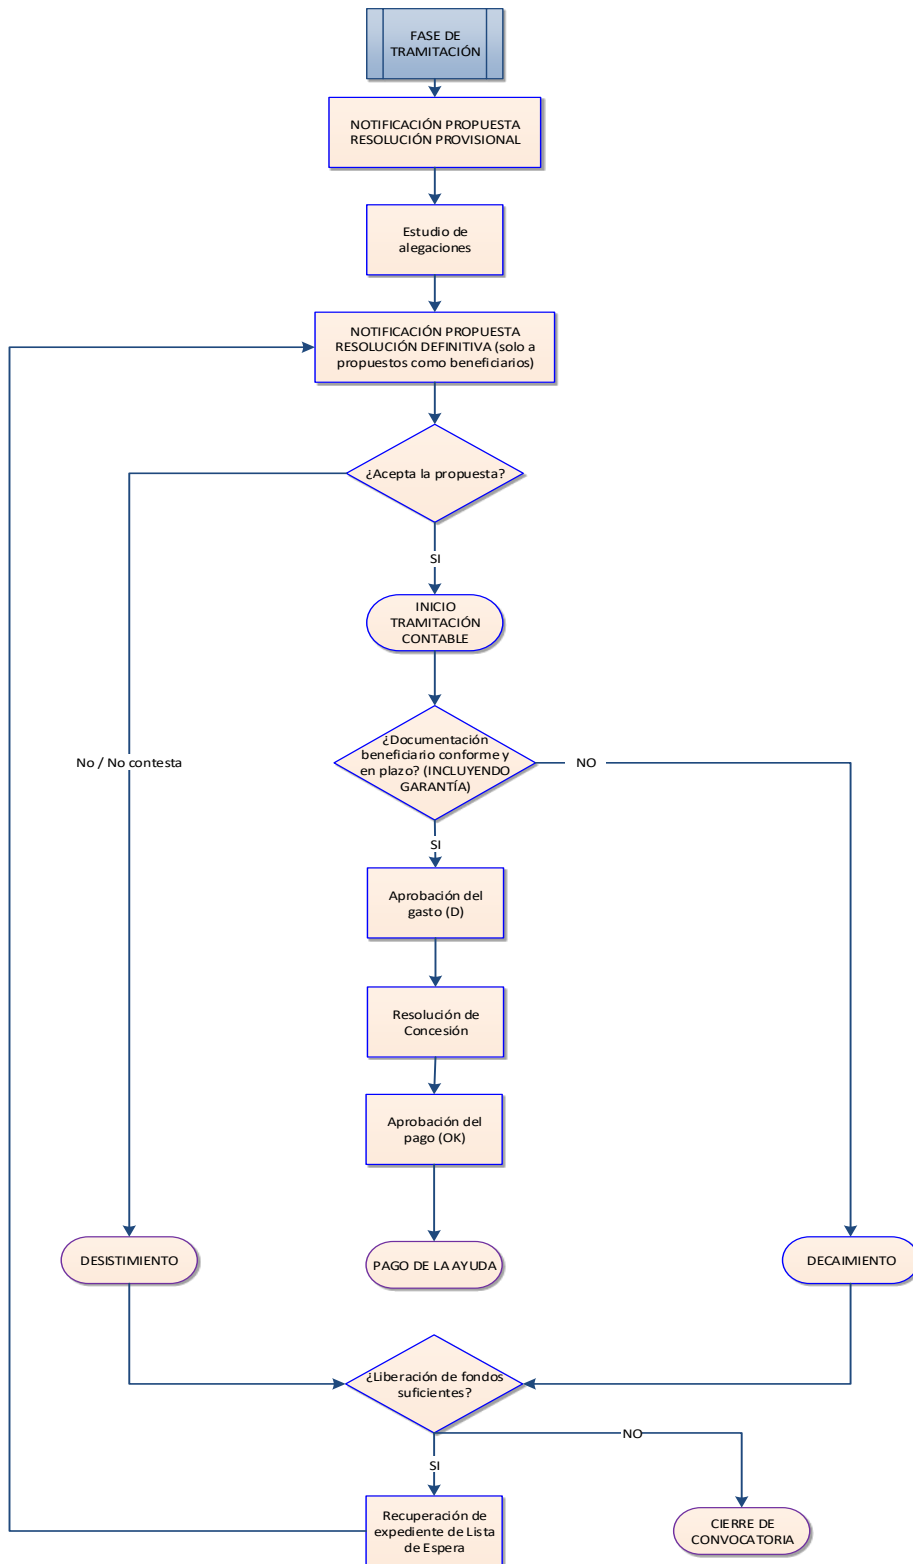 FASE DE
TRAMITACIÓN
NOTIFICACIÓN PROPUESTA
RESOLUCIÓN PROVISIONAL
Estudio de
alegaciones
NOTIFICACIÓN PROPUESTA
RESOLUCIÓN DEFINITIVA (solo a
propuestos como beneficiarios)
¿Acepta la propuesta?
SI
INICIO
TRAMITACIÓN
CONTABLE
No / No contesta
¿Documentación
beneficiario conforme y
en plazo? (INCLUYENDO
GARANTÍA)
NO
SI
Aprobación del
gasto (D)
Resolución de
Concesión
Aprobación del
pago (OK)
DESISTIMIENTO
PAGO DE LA AYUDA
DECAIMIENTO
¿Liberación de fondos
suficientes?
NO
SI
Recuperación de
expediente de Lista
de Espera
CIERRE DE
CONVOCATORIA